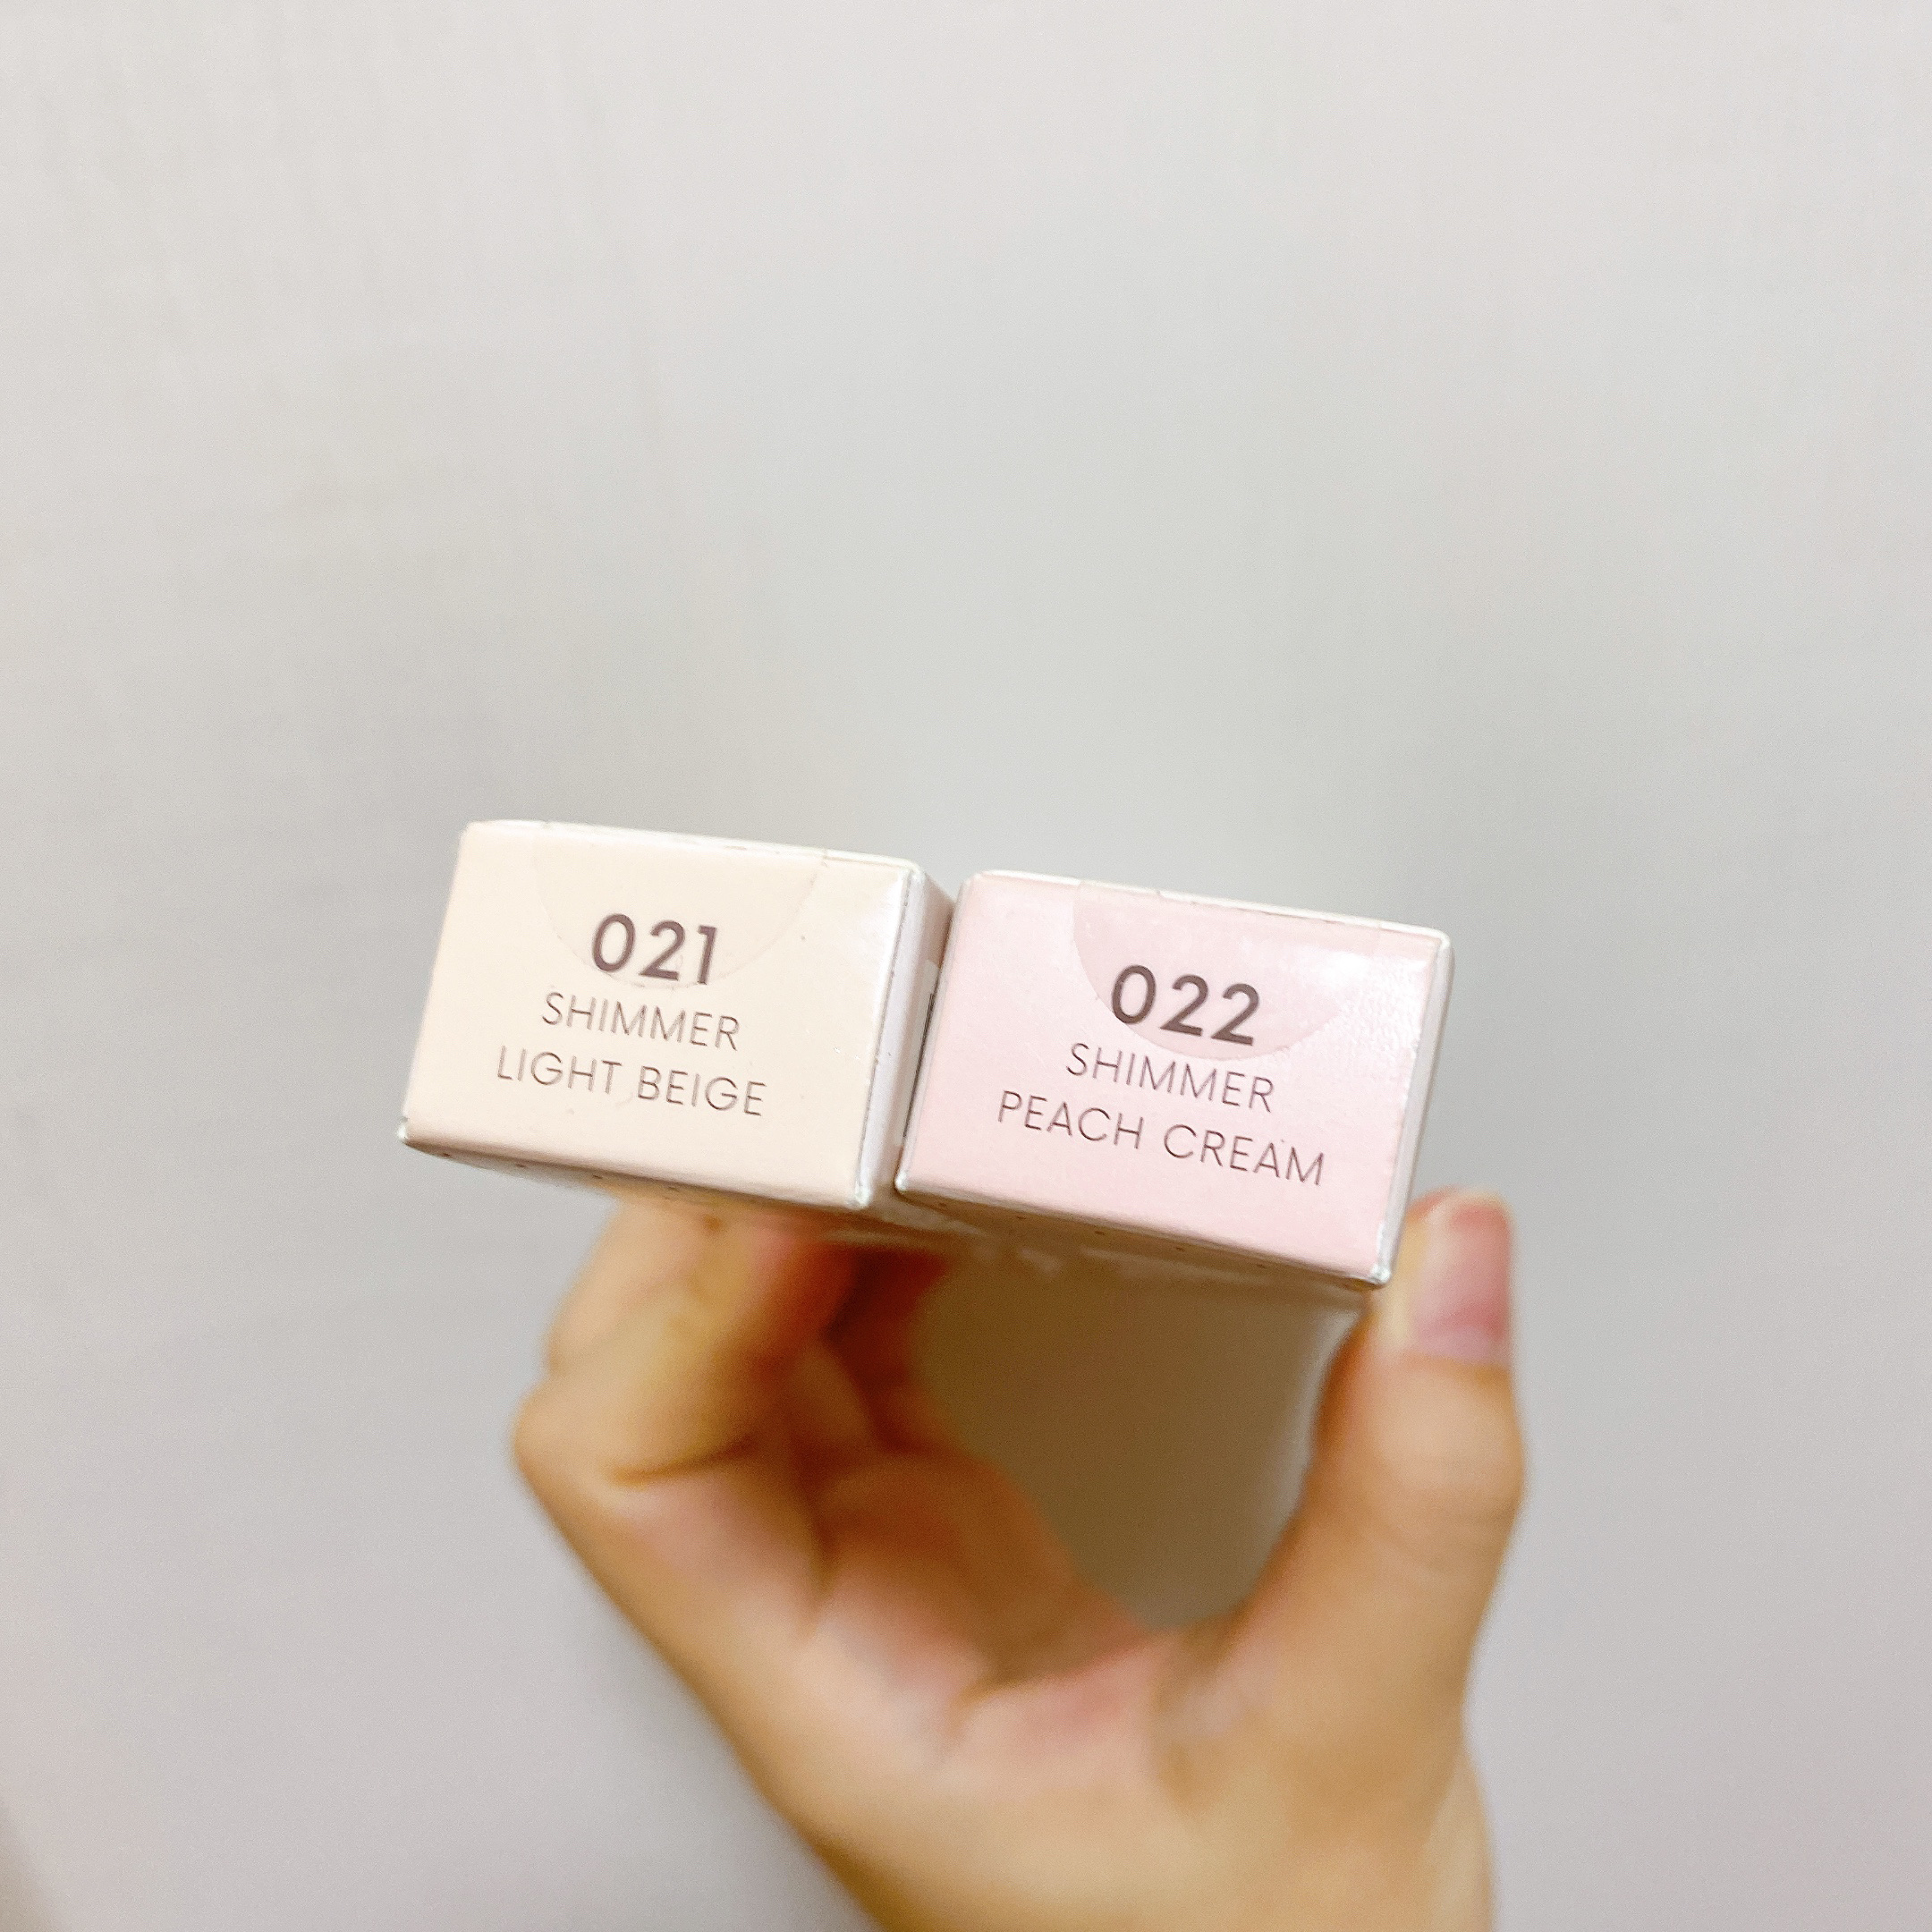 021
SHIMMER
LIGHT BEIGE
022
SHIMMER
PEACH CREAM